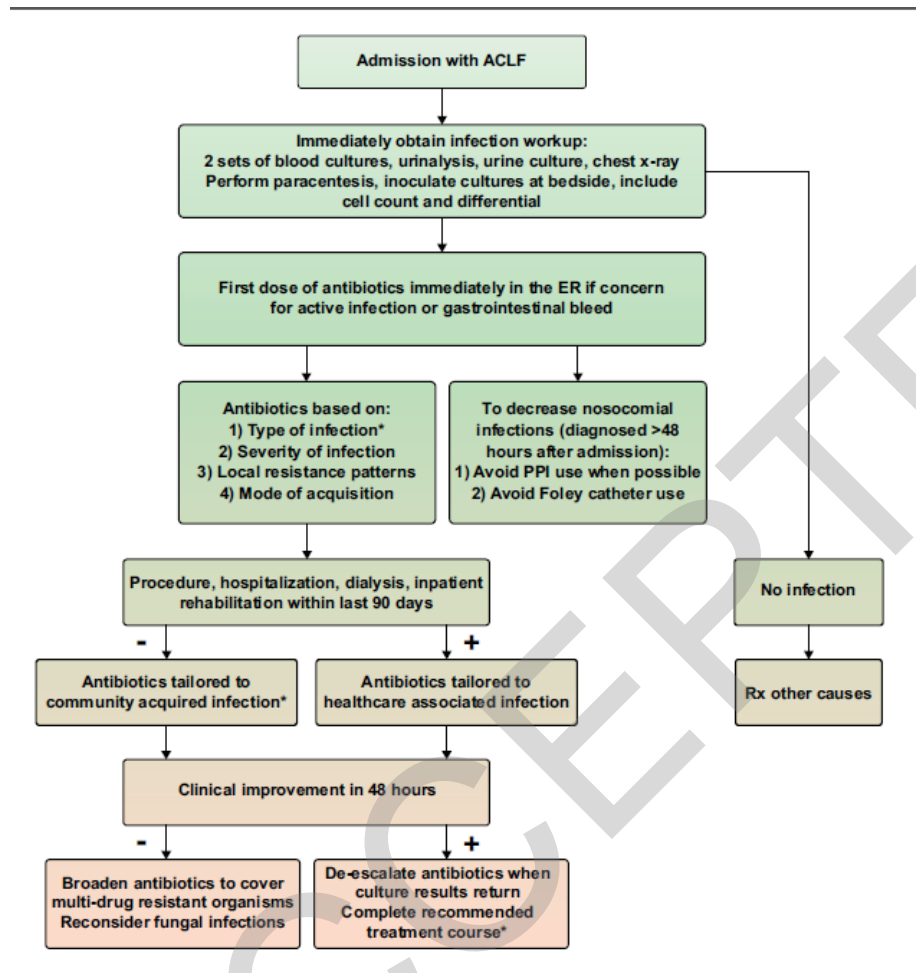 Admission with ACLF
Immediately obtain infection workup:
2 sets of blood cultures, urinalysis, urine culture, chest x-ray
Perform paracentesis, inoculate cultures at bedside, include
cell count and differential
First dose of antibiotics immediately in the ER if concern
for active infection or gastrointestinal bleed
Antibiotics based on:
1) Type of infection*
2) Severity of infection
3) Local resistance patterns
4) Mode of acquisition
To decrease nosocomial
infections (diagnosed >48
hours after admission):
1) Avoid PPI use when possible
2) Avoid Foley catheter use
Procedure, hospitalization, dialysis, inpatient
rehabilitation within last 90 days
No infection
-
+
Antibiotics tailored to
community acquired infection*
Antibiotics tailored to
healthcare associated infection
Rx other causes
Clinical improvement in 48 hours
-
+
Broaden antibiotics to cover
multi-drug resistant organisms
Reconsider fungal infections
De-escalate antibiotics when
culture results return
Complete recommended
treatment course*
CCEPTE